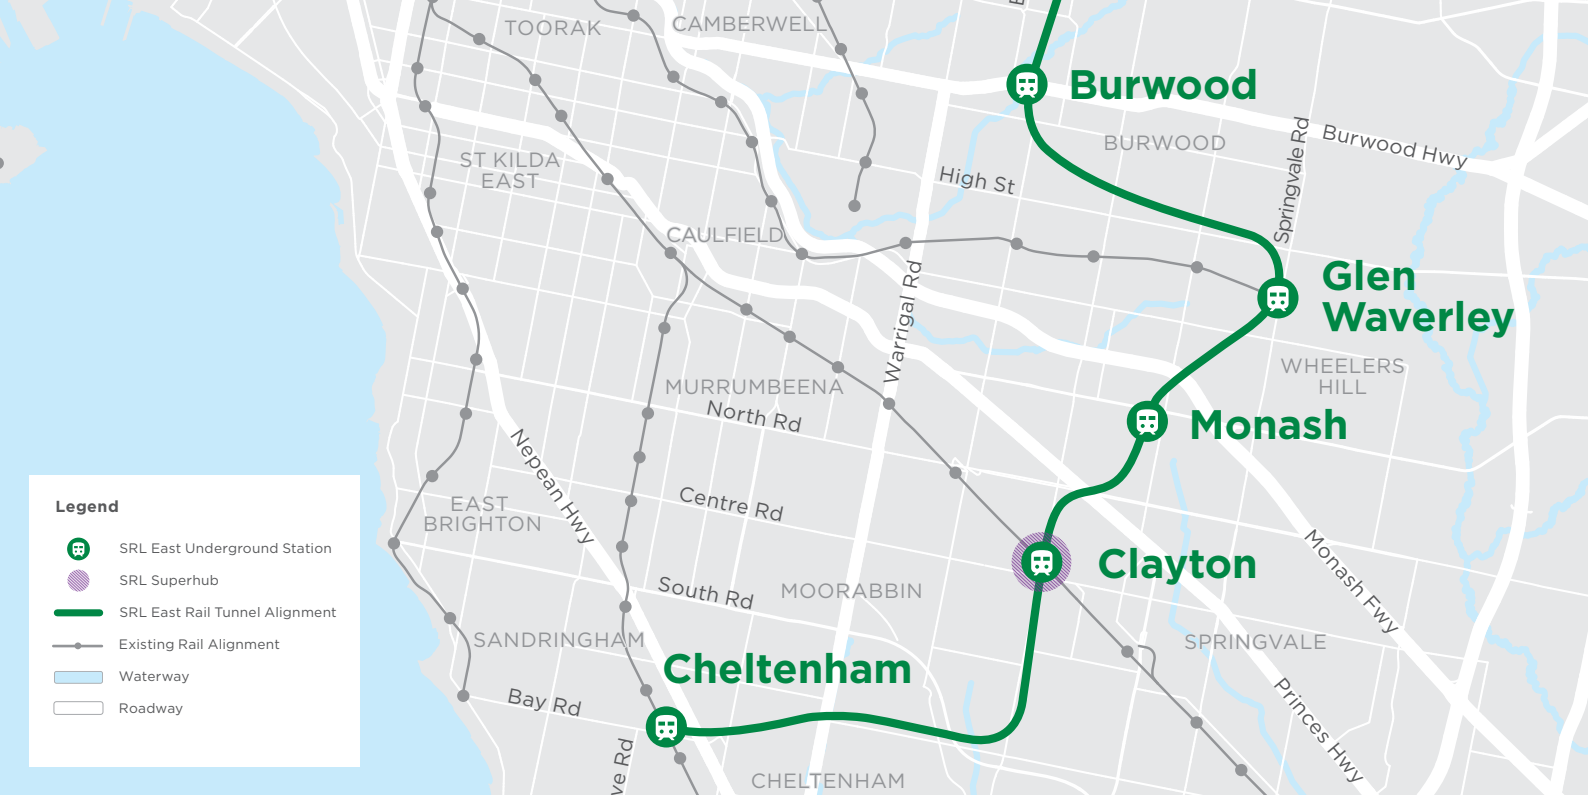 TOORAK
CAMBERWELL
Burwood
BURWOOD
Burwood Hwy
Springvale Rd
ST KILDA
EAST
High St
CAULFIELD
Glen
Waverley
Warrigal Rd
WHEELERS
HILL
MURRUMBEENA
North Rd
Monash
Nepean Hwy
Centre Rd
EAST
BRIGHTON
Clayton
Monash Fwy
South Rd
MOORABBIN
SANDRINGHAM
SPRINGVALE
Cheltenham
Bay Rd
Princes Hwy
ve Rd
CHELTENHAM
Legend
SRL East Underground Station
SRL Superhub
SRL East Rail Tunnel Alignment
Existing Rail Alignment
Waterway
Roadway